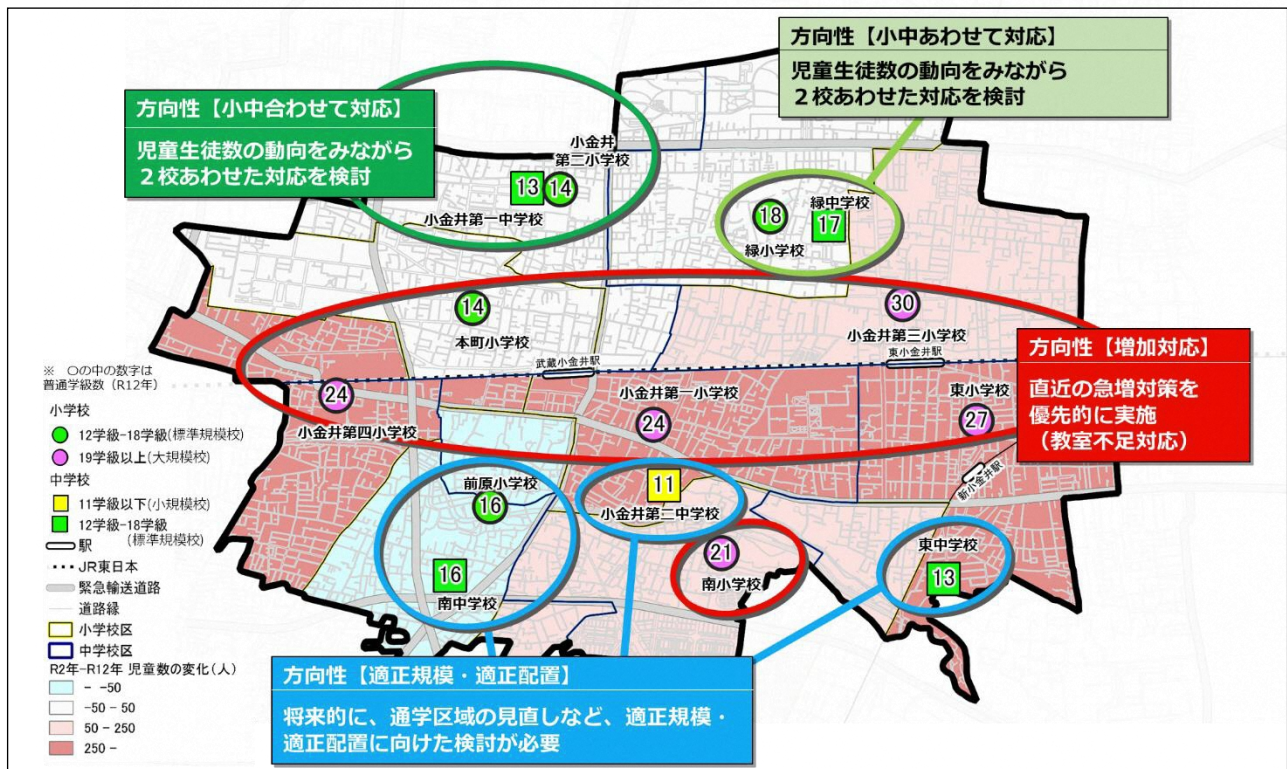 方向性【小中あわせて対応】
児童生徒数の動向をみながら
２校あわせた対応を検討
方向性【小中合わせて対応】
児童生徒数の動向をみながら
２校あわせた対応を検討
小金井
第二小学校
13
14
小金井第一中学校
緑中学校
18
17
緑小学校
14
本町小学校
30
小金井第三小学校
武蔵小金井駅
東小金井駅
方向性【増加対応】
直近の急増対策を
優先的に実施
（教室不足対応）
24
小金井第四小学校
小金井第一小学校
24
東小学校
27
新小金井駅
前原小学校
16
11
小金井第二中学校
16
南中学校
21
南小学校
東中学校
13
※　○の中の数字は
普通学級数（R12年）
小学校
12学級-18学級(標準規模校)
19学級以上(大規模校)
中学校
11学級以下(小規模校)
12学級-18学級
(標準規模校)
駅
JR東日本
緊急輸送道路
道路縁
小学校区
中学校区
R2年-R12年 児童数の変化(人)
- -50
-50 - 50
50 - 250
250 -
方向性【適正規模・適正配置】
将来的に、通学区域の見直しなど、適正規模・
適正配置に向けた検討が必要